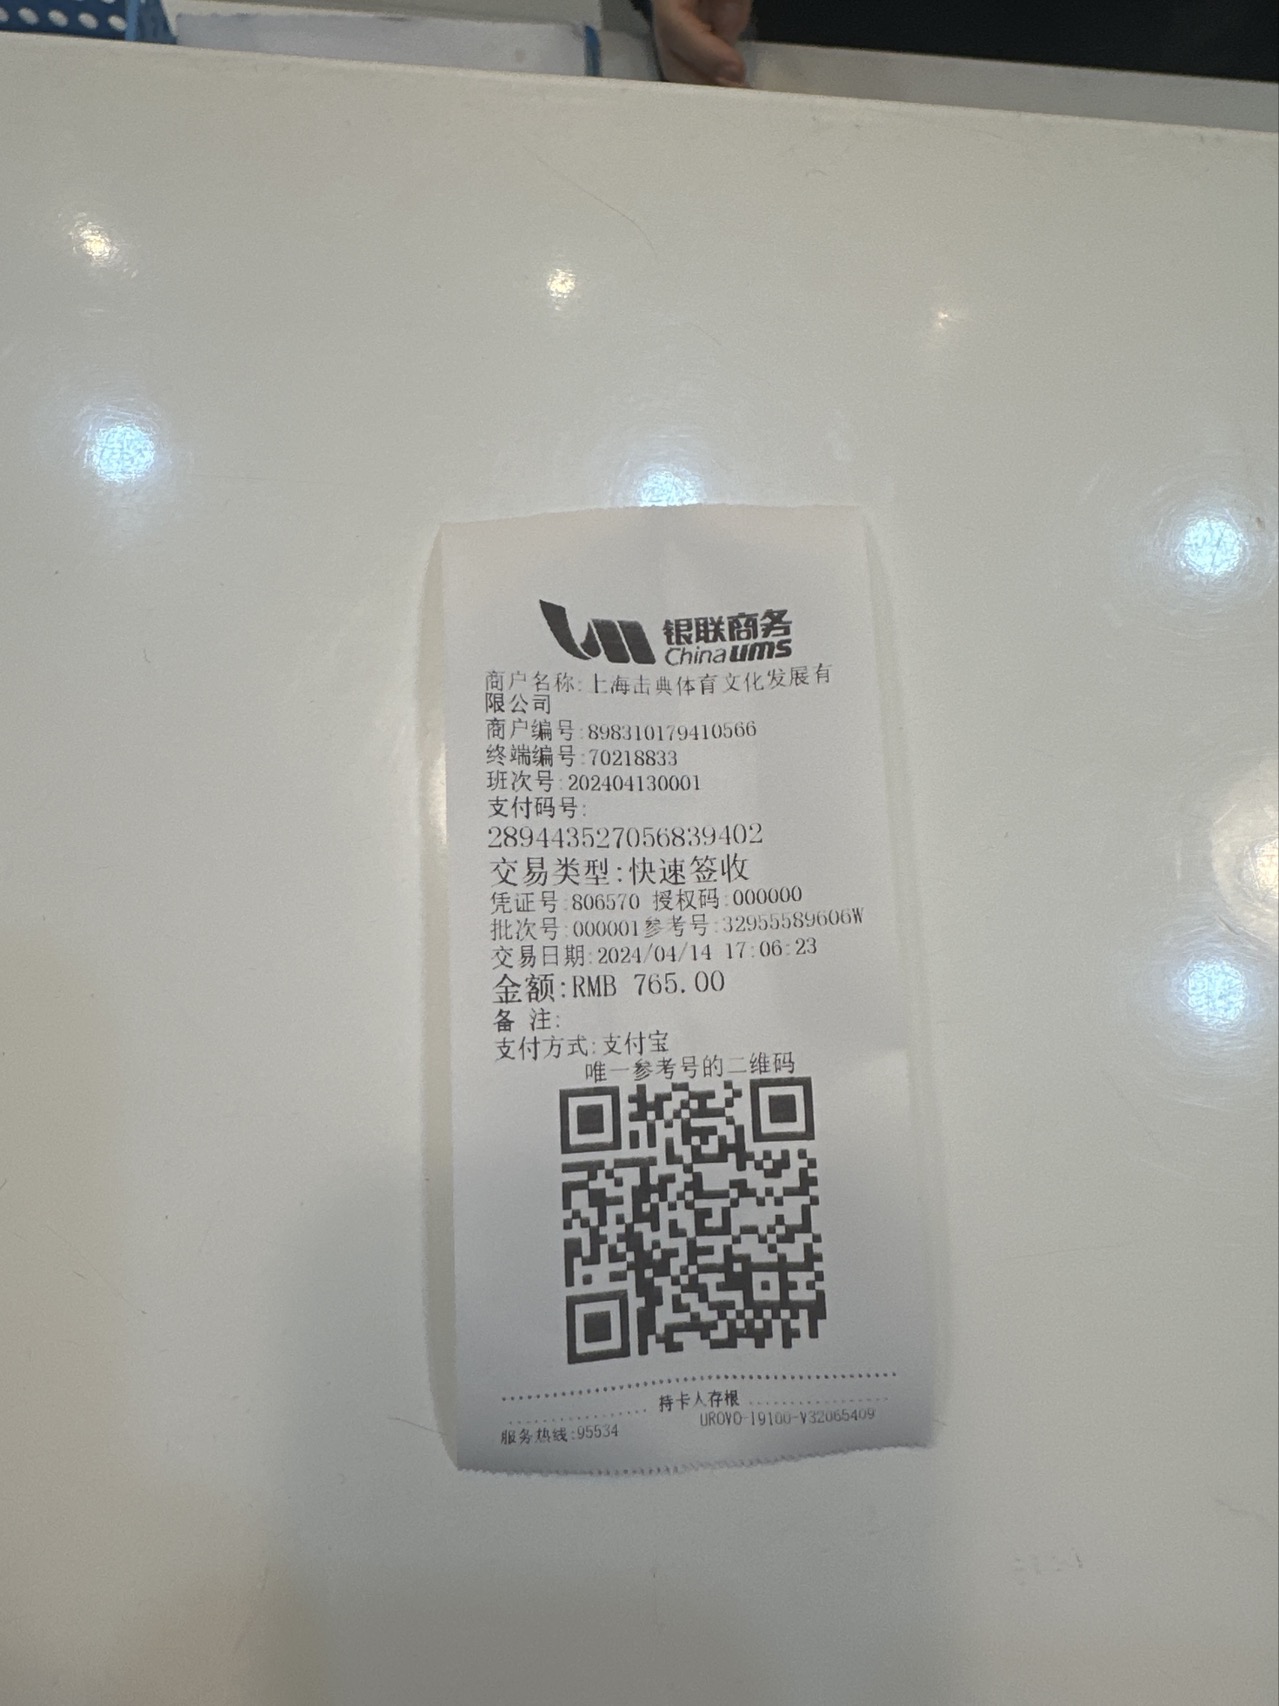 银联商务
Chinaums
商户名称:上海击典体育文化发展有
限公司
商户编号:898310179410566
终端编号:70218833
班次号:202404130001
支付码号:
289443527056839402
交易类型:快速签收
凭证号:806570 授权码:000000
批次号:000001参考号:32955589606W
交易日期:2024/04/14 17:06:23
金额:RMB 765.00
备 注:
支付方式:支付宝
唯一参考号的二维码
持卡人存根
服务热线:95534 UROVO-I9100-V32065409